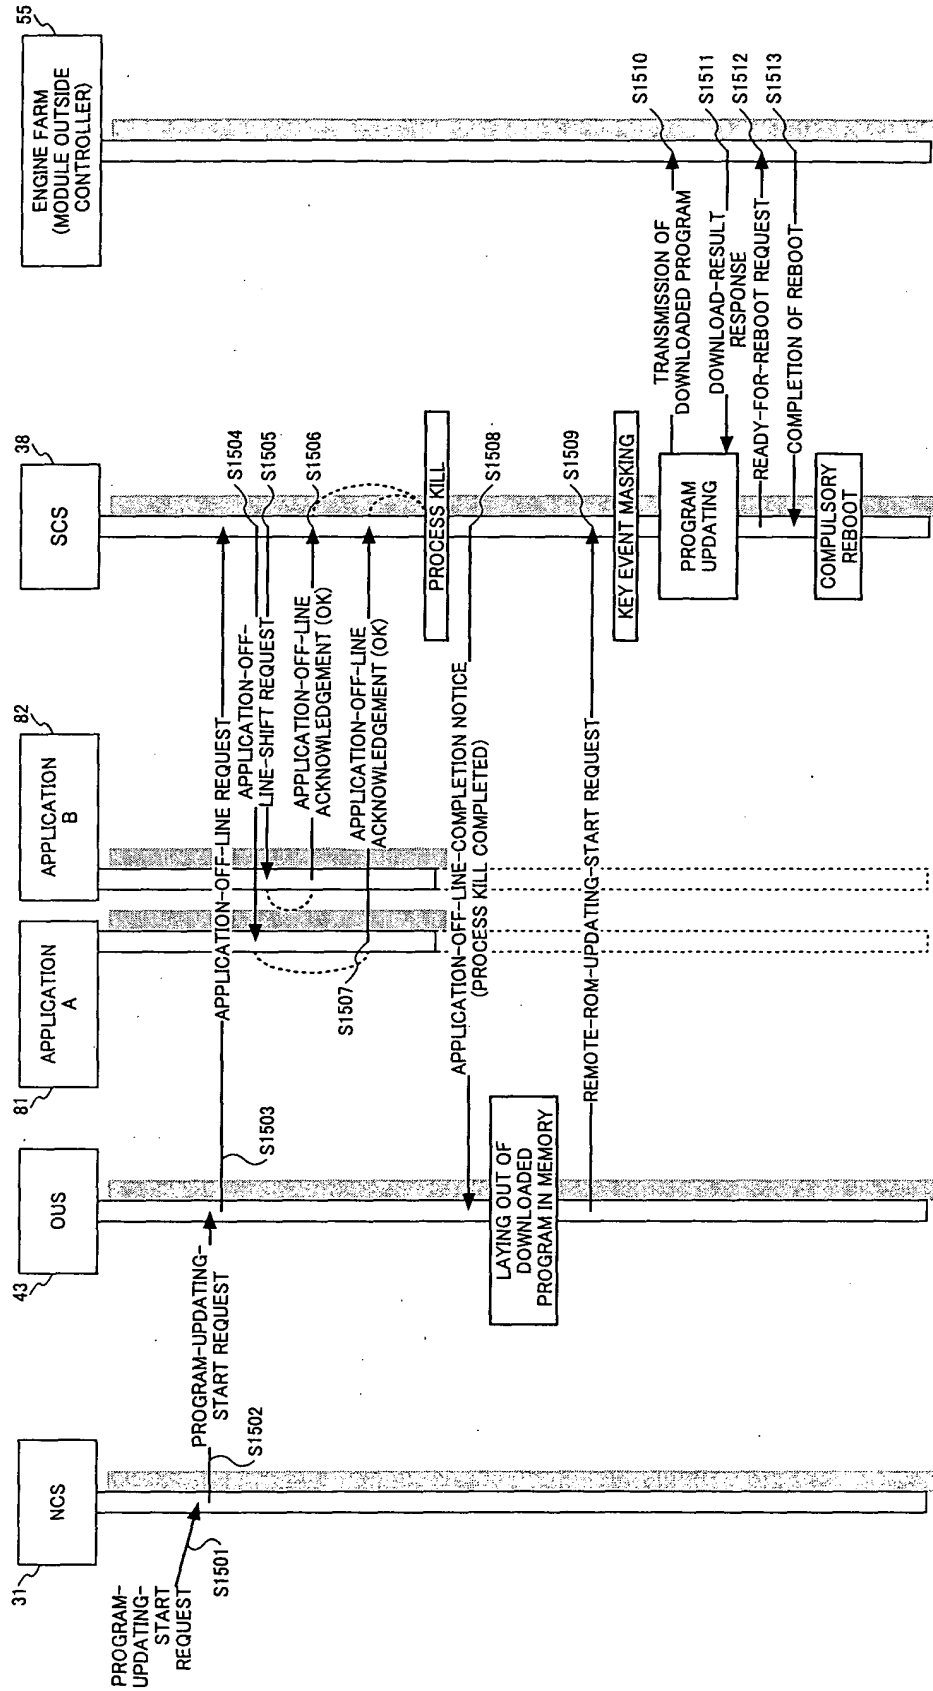 31
NCS
43
OUS
81
APPLICATION
A
82
APPLICATION
B
38
SCS
55
ENGINE FARM
(MODULE OUTSIDE
CONTROLLER)
PROGRAM-
UPDATING-
START
REQUEST
S1501
PROGRAM-UPDATING-
START REQUEST
S1502
S1503
APPLICATION-OFF-LINE REQUEST
APPLICATION-OFF-
LINE-SHIFT REQUEST
S1504
S1505
APPLICATION-OFF-LINE
ACKNOWLEDGEMENT (OK)
S1506
S1507
APPLICATION-OFF-LINE
ACKNOWLEDGEMENT (OK)
PROCESS KILL
APPLICATION-OFF-LINE-COMPLETION NOTICE
(PROCESS KILL COMPLETED)
S1508
LAYING OUT OF
DOWNLOADED
PROGRAM IN MEMORY
REMOTE-ROM-UPDATING-START REQUEST
S1509
KEY EVENT MASKING
PROGRAM
UPDATING
TRANSMISSION OF
DOWNLOADED PROGRAM
S1510
DOWNLOAD-RESULT
RESPONSE
S1511
READY-FOR-REBOOT REQUEST
S1512
COMPLETION OF REBOOT
S1513
COMPULSORY
REBOOT